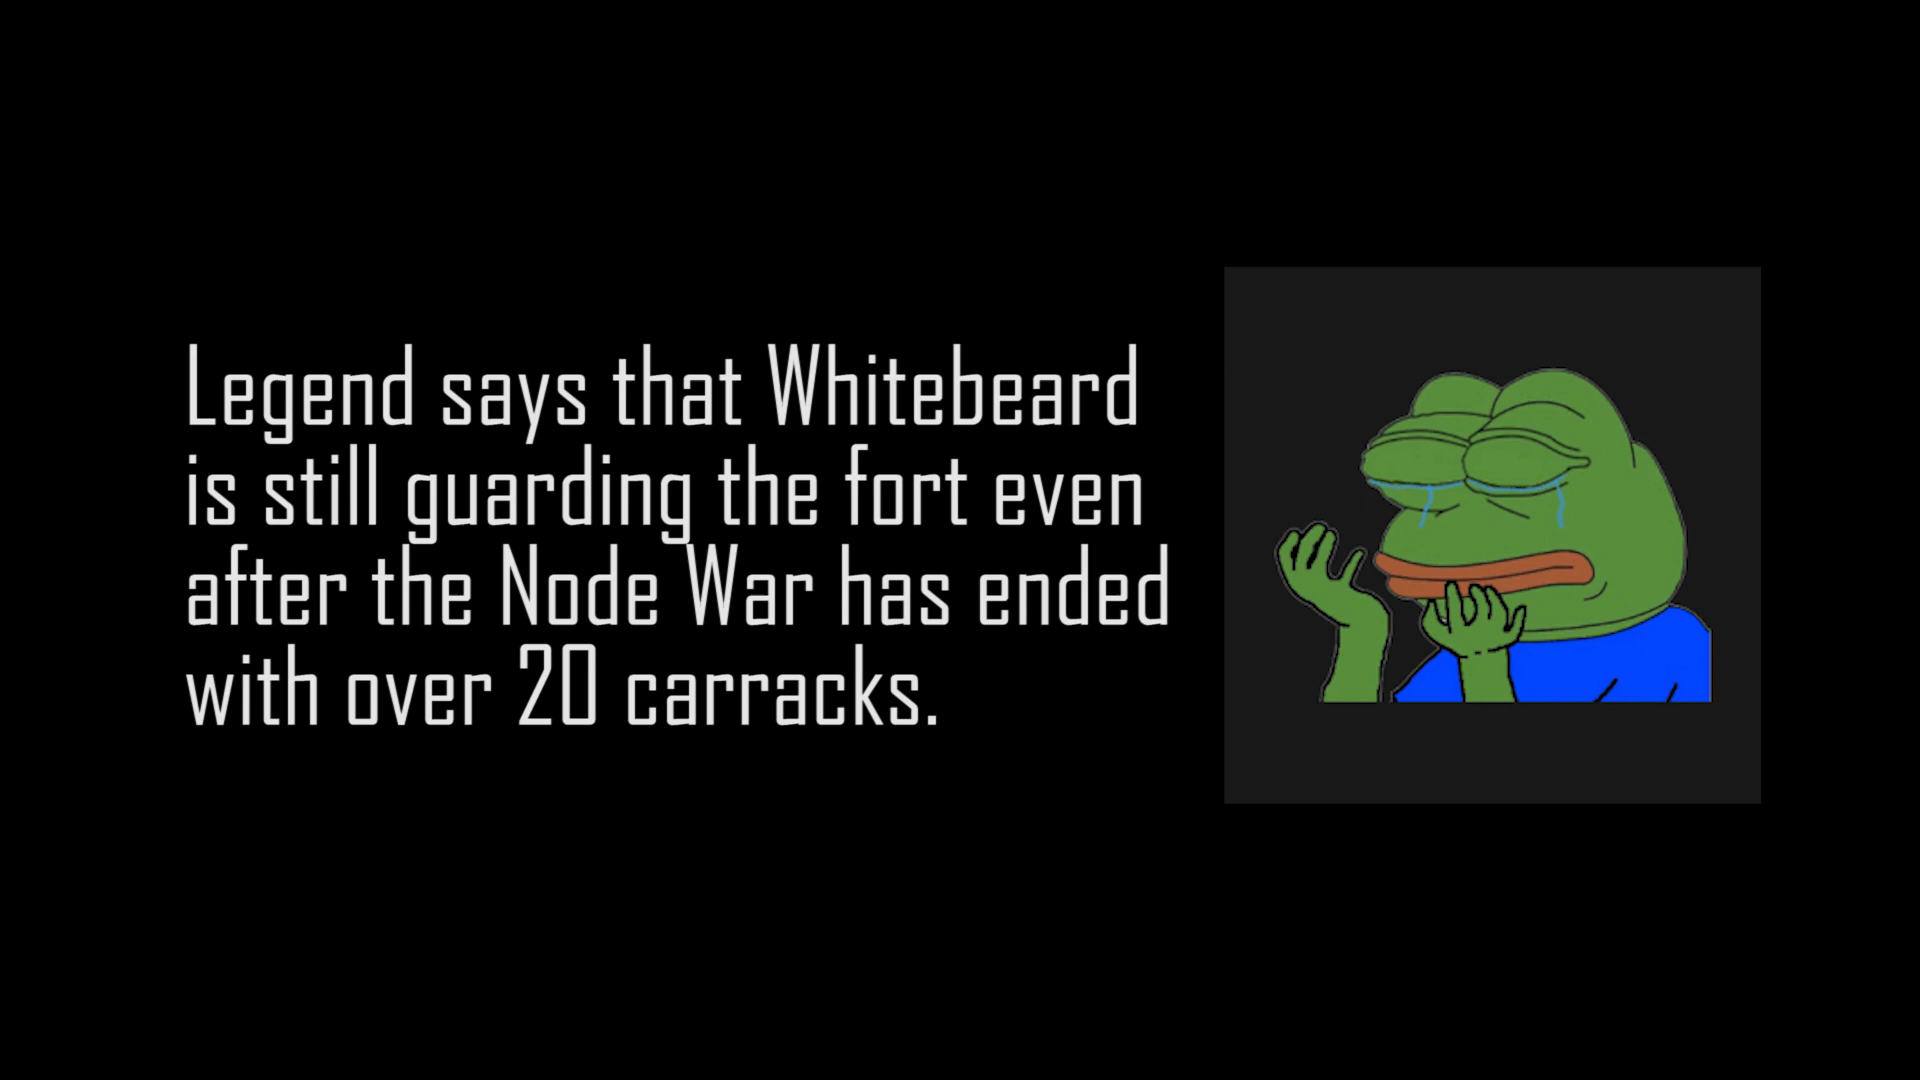 Legend says that Whitebeard
is still guarding the fort even
after the Node War has ended
with over 20 carracks.